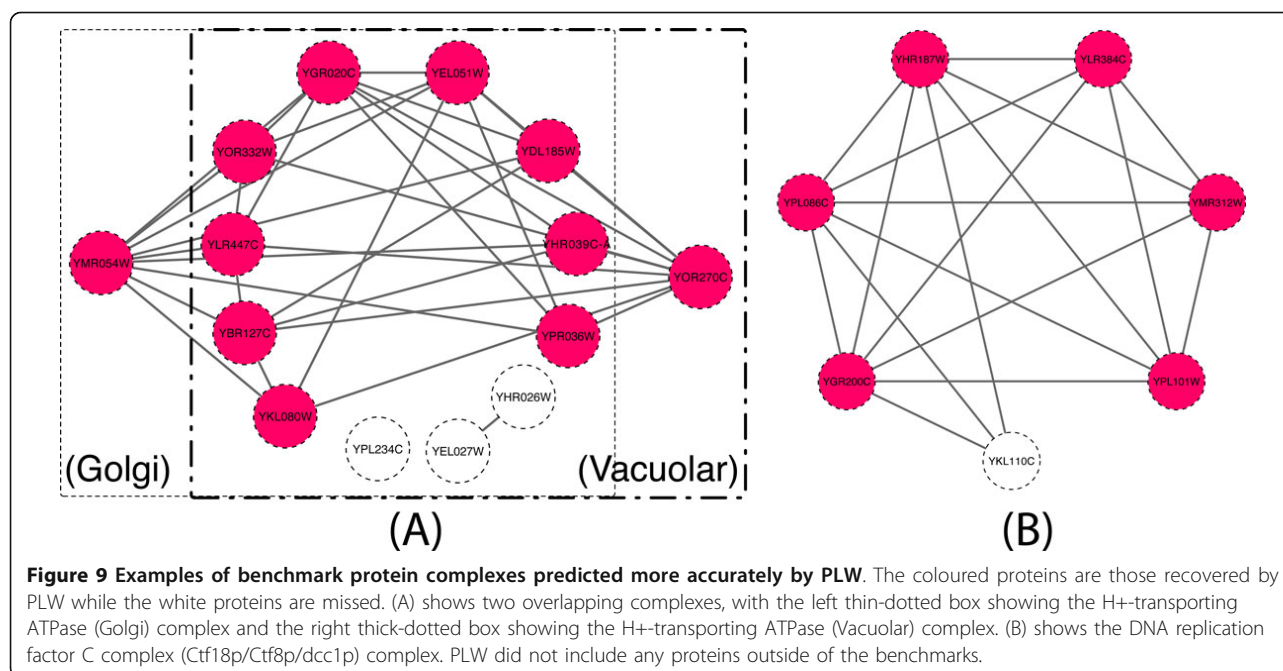 YGR020C
YEL051W
YOR332W
YDL185W
YLR447C
YHR039C-A
YMR054W
YOR270C
YBR127C
YPR036W
YKL080W
YHR026W
YPL234C
YEL027W
(Golgi)
(Vacuolar)
(A)
YHR187W
YLR384C
YPL086C
YMR312W
YGR200C
YPL101W
YKL110C
(B)
Figure 9 Examples of benchmark protein complexes predicted more accurately by PLW. The coloured proteins are those recovered by
PLW while the white proteins are missed. (A) shows two overlapping complexes, with the left thin-dotted box showing the H+-transporting
ATPase (Golgi) complex and the right thick-dotted box showing the H+-transporting ATPase (Vacuolar) complex. (B) shows the DNA replication
factor C complex (Ctf18p/Ctf8p/dcc1p) complex. PLW did not include any proteins outside of the benchmarks.